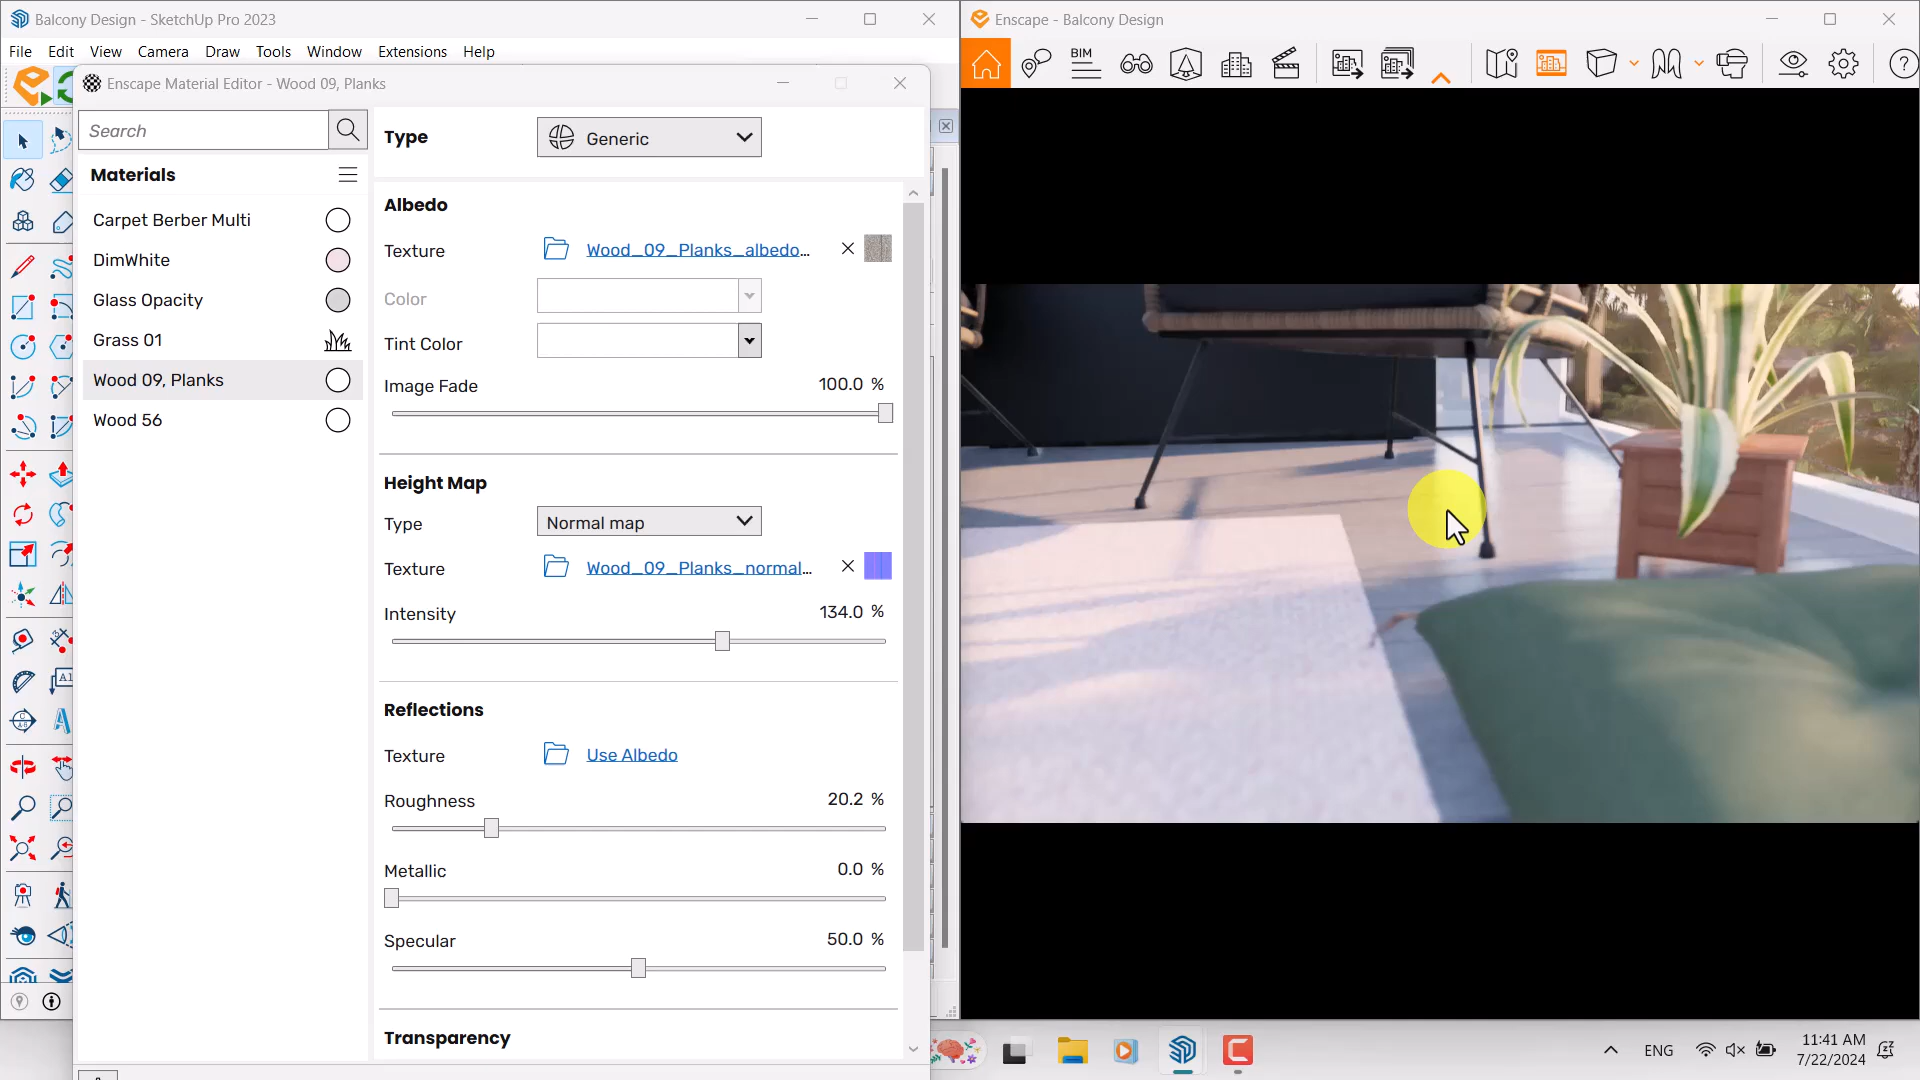 Balcony Design - SketchUp Pro 2023
File Edit View Camera Draw Tools Window Extensions Help
Enscape Material Editor - Wood 09, Planks
Search
Materials
Carpet Berber Multi
DimWhite
Glass Opacity
Grass 01
Wood 09, Planks
Wood 56
Type Generic
Albedo
Texture Wood_09_Planks_albedo...
Color
Tint Color
Image Fade 100.0 %
Height Map
Type Normal map
Texture Wood_09_Planks_normal...
Intensity 134.0 %
Reflections
Texture Use Albedo
Roughness 20.2 %
Metallic 0.0 %
Specular 50.0 %
Transparency
Enscape - Balcony Design
BIM
ENG
11:41 AM
7/22/2024